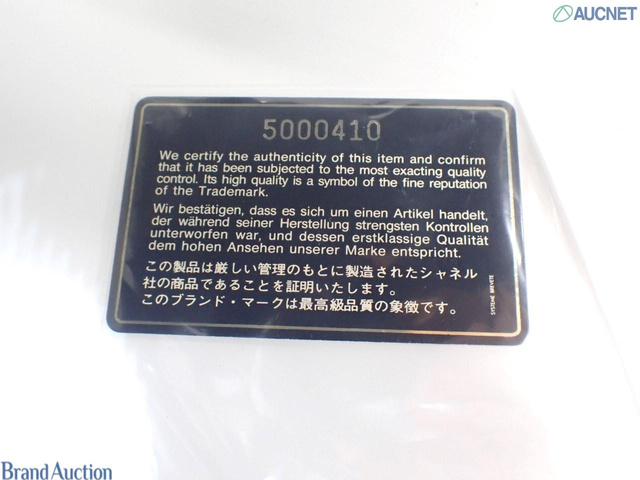 AUCNET
5000410
We certify the authenticity of this item and confirm
that it has been subjected to the most exacting quality
control. Its high quality is a symbol of the fine reputation
of the Trademark.
Wir bestätigen, dass es sich um einen Artikel handelt,
der während seiner Herstellung strengsten Kontrollen
unterworfen war, und dessen erstklassige Qualität
dem hohen Ansehen unserer Marke entspricht.
この製品は厳しい管理のもとに製造されたシャネル
社の商品であることを証明いたします。
このブランド・マークは最高級品質の象徴です。
SYSTEME BREVETE
Brand Auction